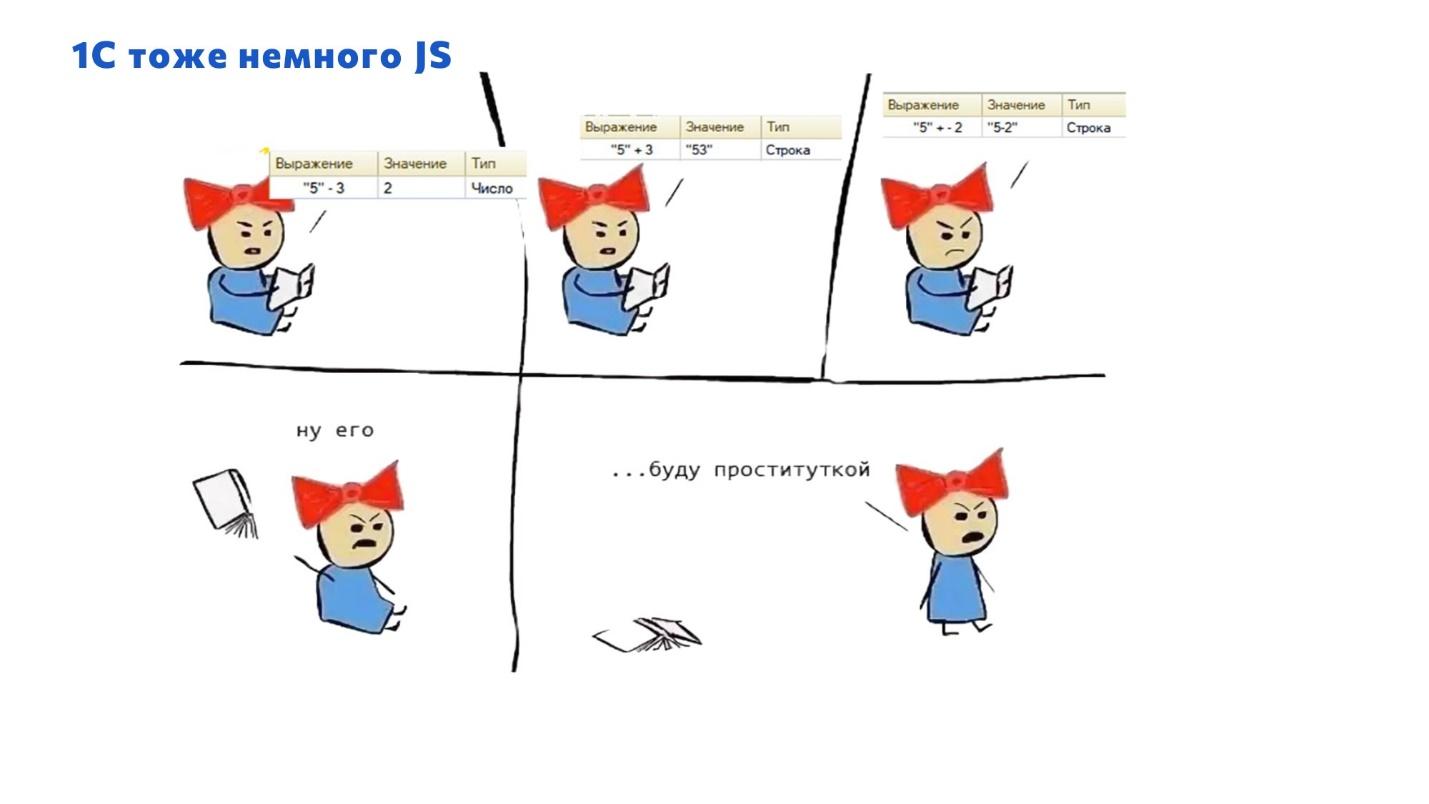 1С тоже немного JS
Выражение Значение Тип
"5" - 3 2 Число
Выражение Значение Тип
"5" + 3 "53" Строка
Выражение Значение Тип
"5" + - 2 "5-2" Строка
ну его
...буду проституткой